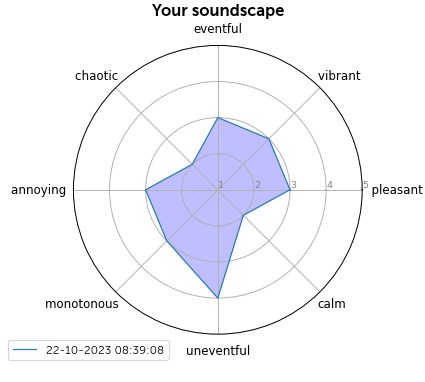 Your soundscape
eventful
chaotic
vibrant
annoying
1
2
3
4
5
pleasant
monotonous
calm
uneventful
22-10-2023 08:39:08